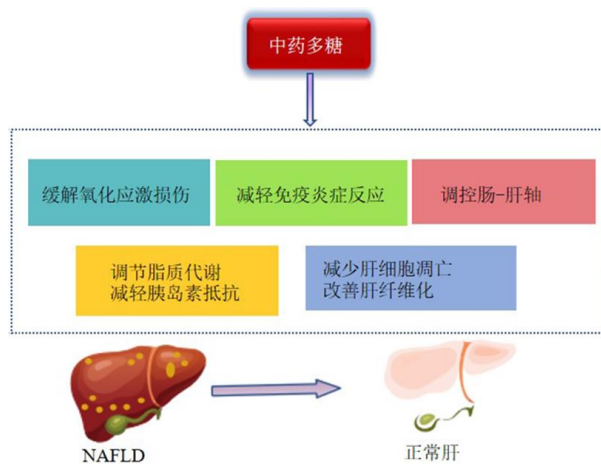 中药多糖
缓解氧化应激损伤
减轻免疫炎症反应
调控肠-肝轴
调节脂质代谢
减轻胰岛素抵抗
减少肝细胞凋亡
改善肝纤维化
NAFLD
正常肝